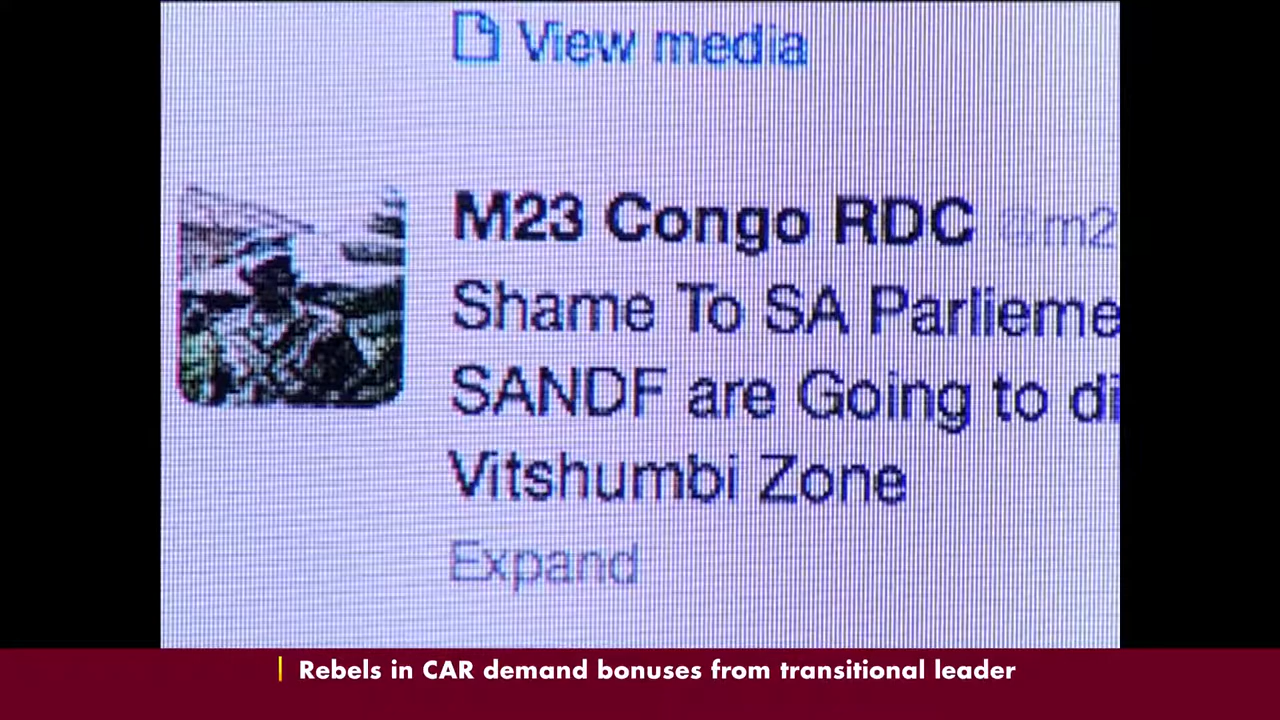 View media
M23 Congo RDC @m2
Shame To SA Parlieme
SANDF are Going to di
Vitshumbi Zone
Expand
Rebels in CAR demand bonuses from transitional leader